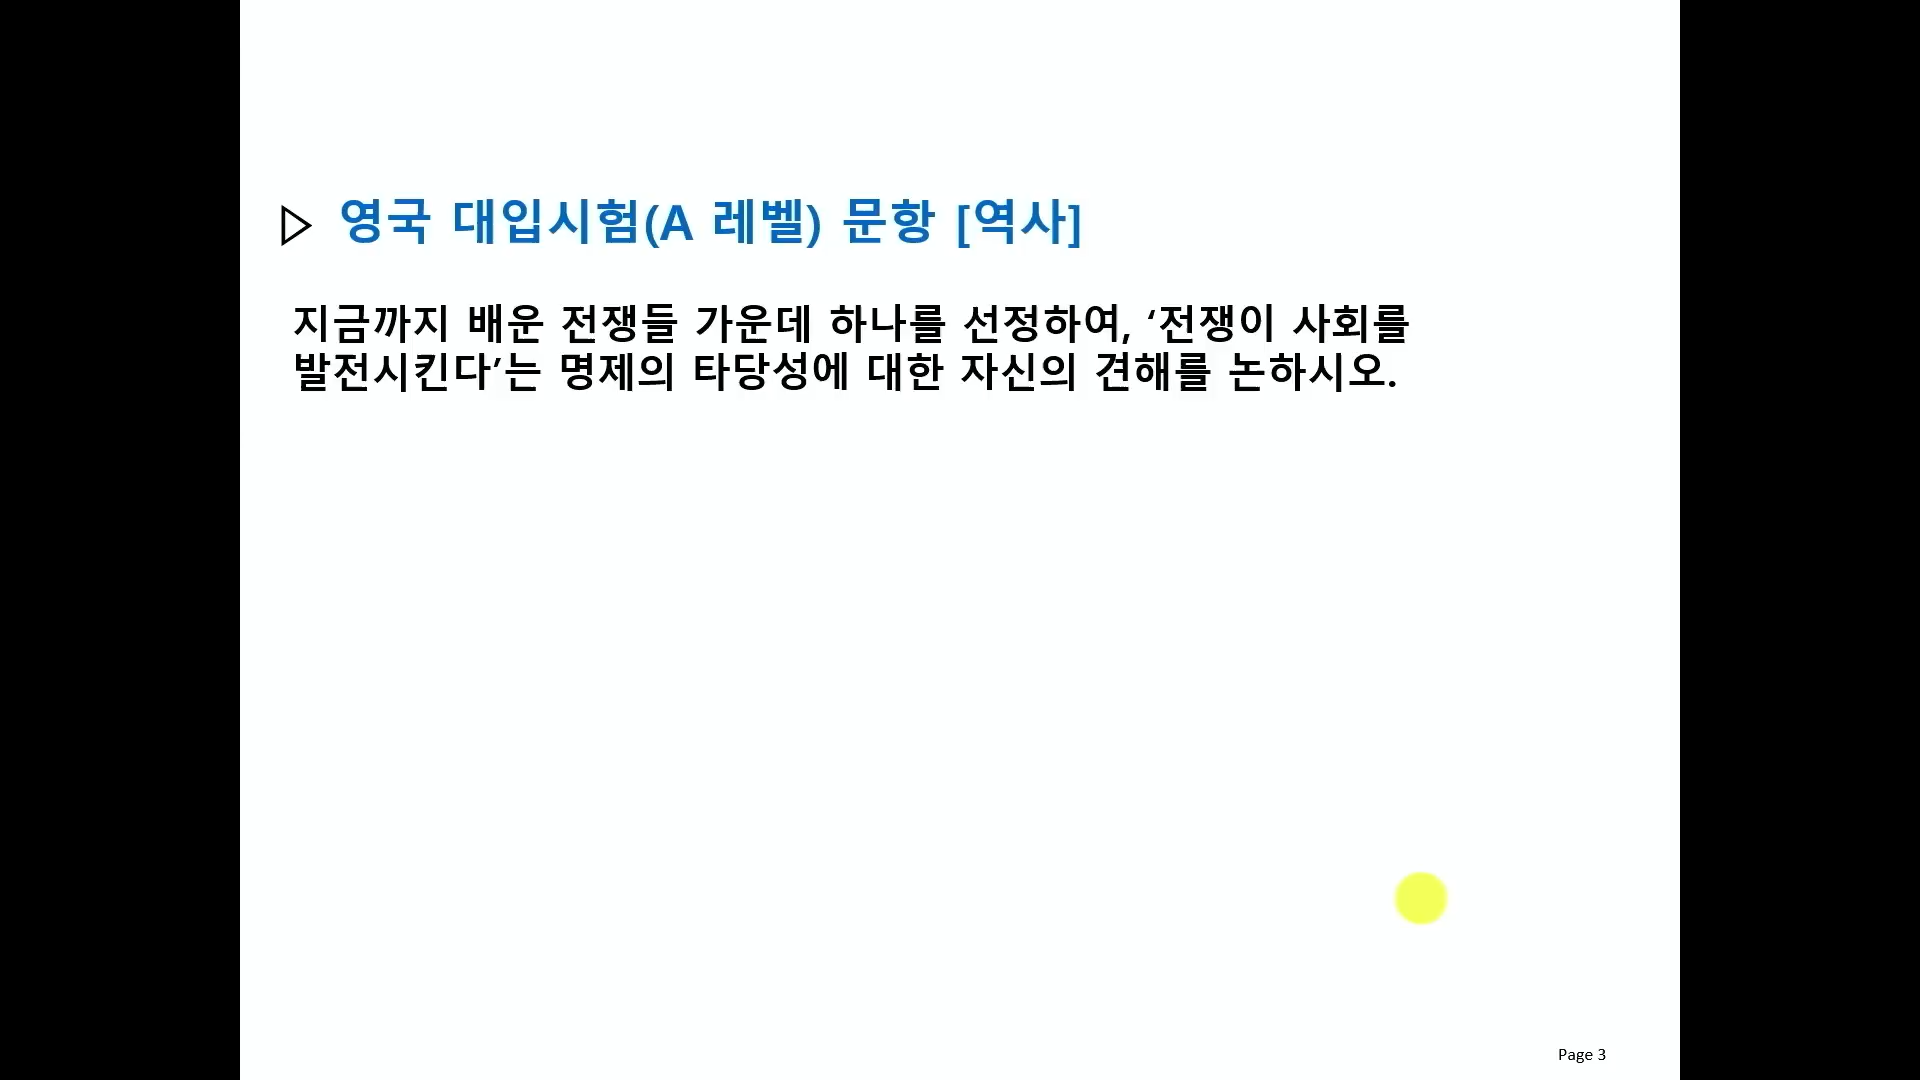 ▷ 영국 대입시험(A 레벨) 문항 [역사]
지금까지 배운 전쟁들 가운데 하나를 선정하여, ‘전쟁이 사회를
발전시킨다’는 명제의 타당성에 대한 자신의 견해를 논하시오.
Page 3